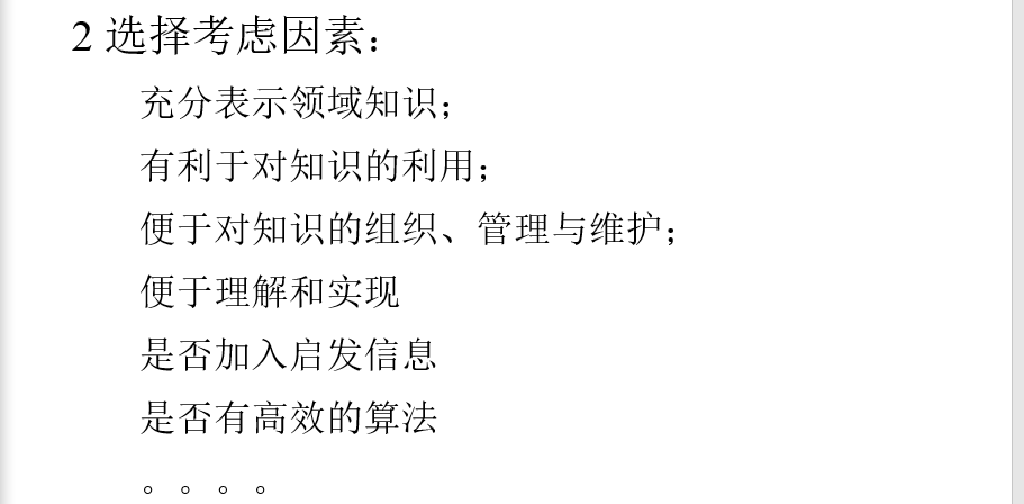 2 选择考虑因素：
充分表示领域知识；
有利于对知识的利用；
便于对知识的组织、管理与维护；
便于理解和实现
是否加入启发信息
是否有高效的算法
。。。。